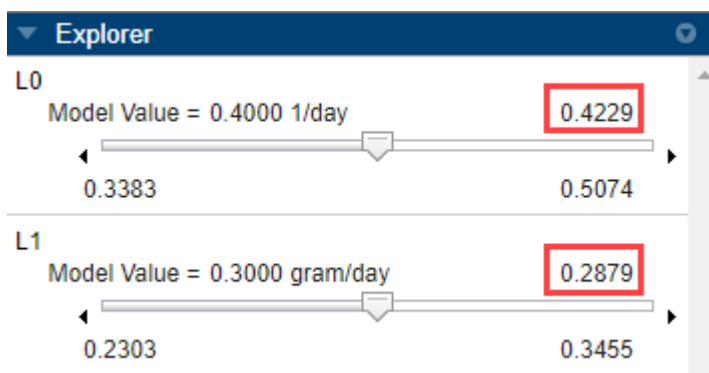 Explorer
L0
Model Value = 0.4000 1/day 0.4229
0.3383 0.5074
L1
Model Value = 0.3000 gram/day 0.2879
0.2303 0.3455